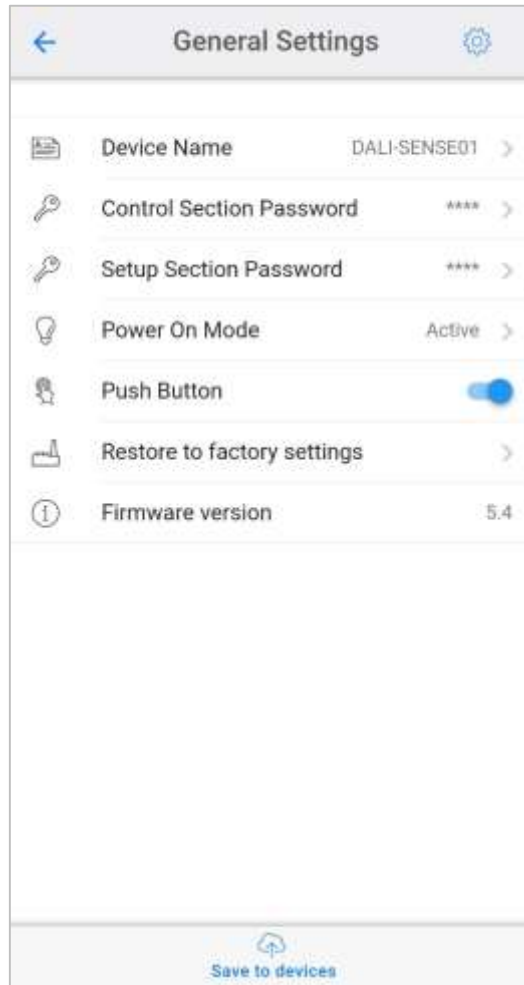 General Settings
Device Name DALI-SENSE01
Control Section Password ****
Setup Section Password ****
Power On Mode Active
Push Button
Restore to factory settings
Firmware version 5.4
Save to devices